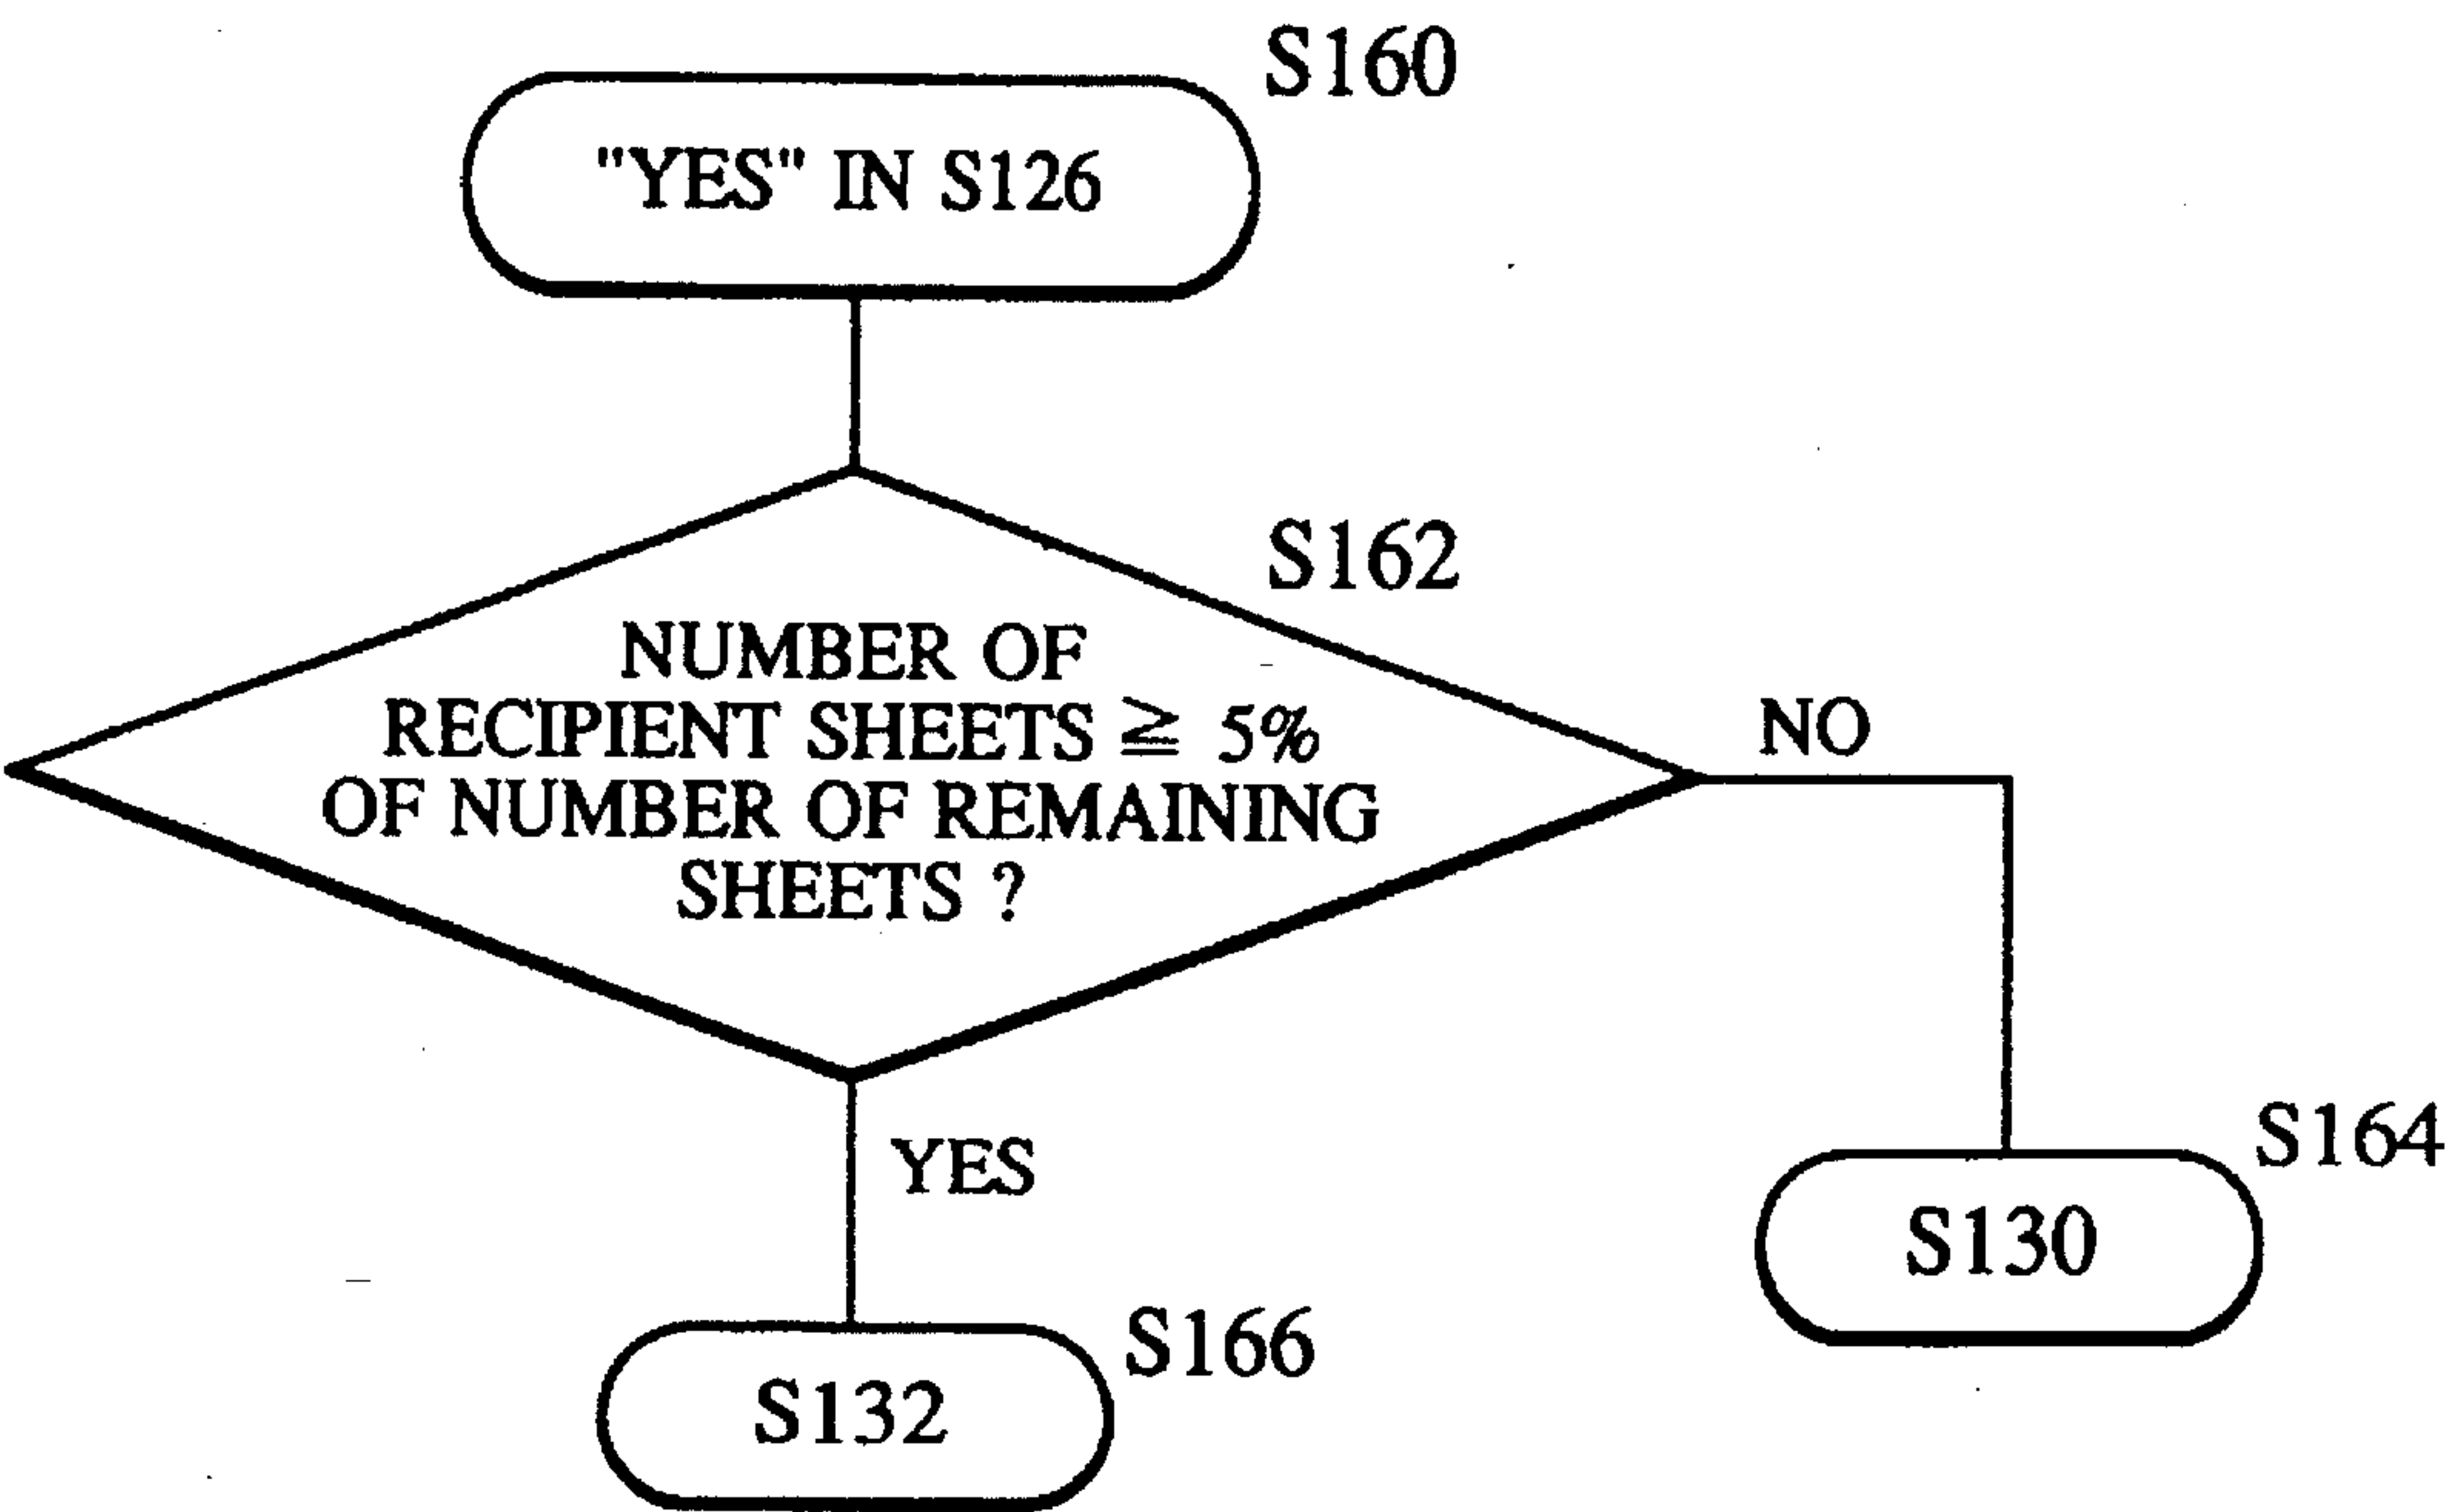 S160
"YES" IN S126
S162
NUMBER OF
RECIPIENT SHEETS ≧ 5%
OF NUMBER OF REMAINING
SHEETS ?
NO
YES
S164
S130
S166
S132